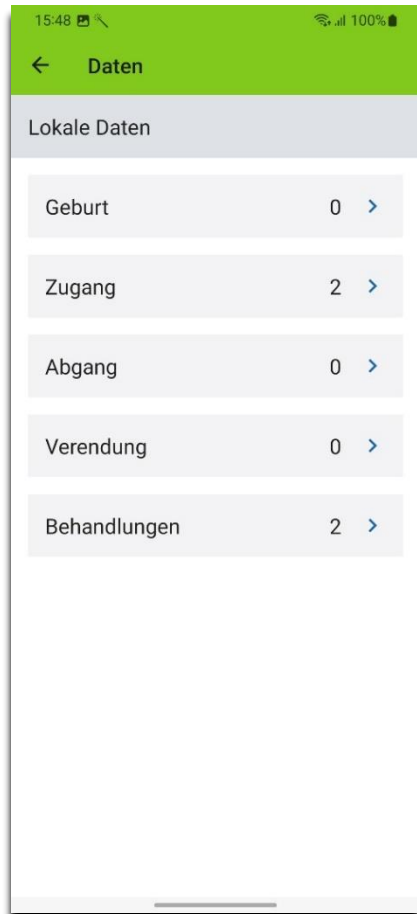 15:48 100%
Daten
Lokale Daten
Geburt 0
Zugang 2
Abgang 0
Verendung 0
Behandlungen 2